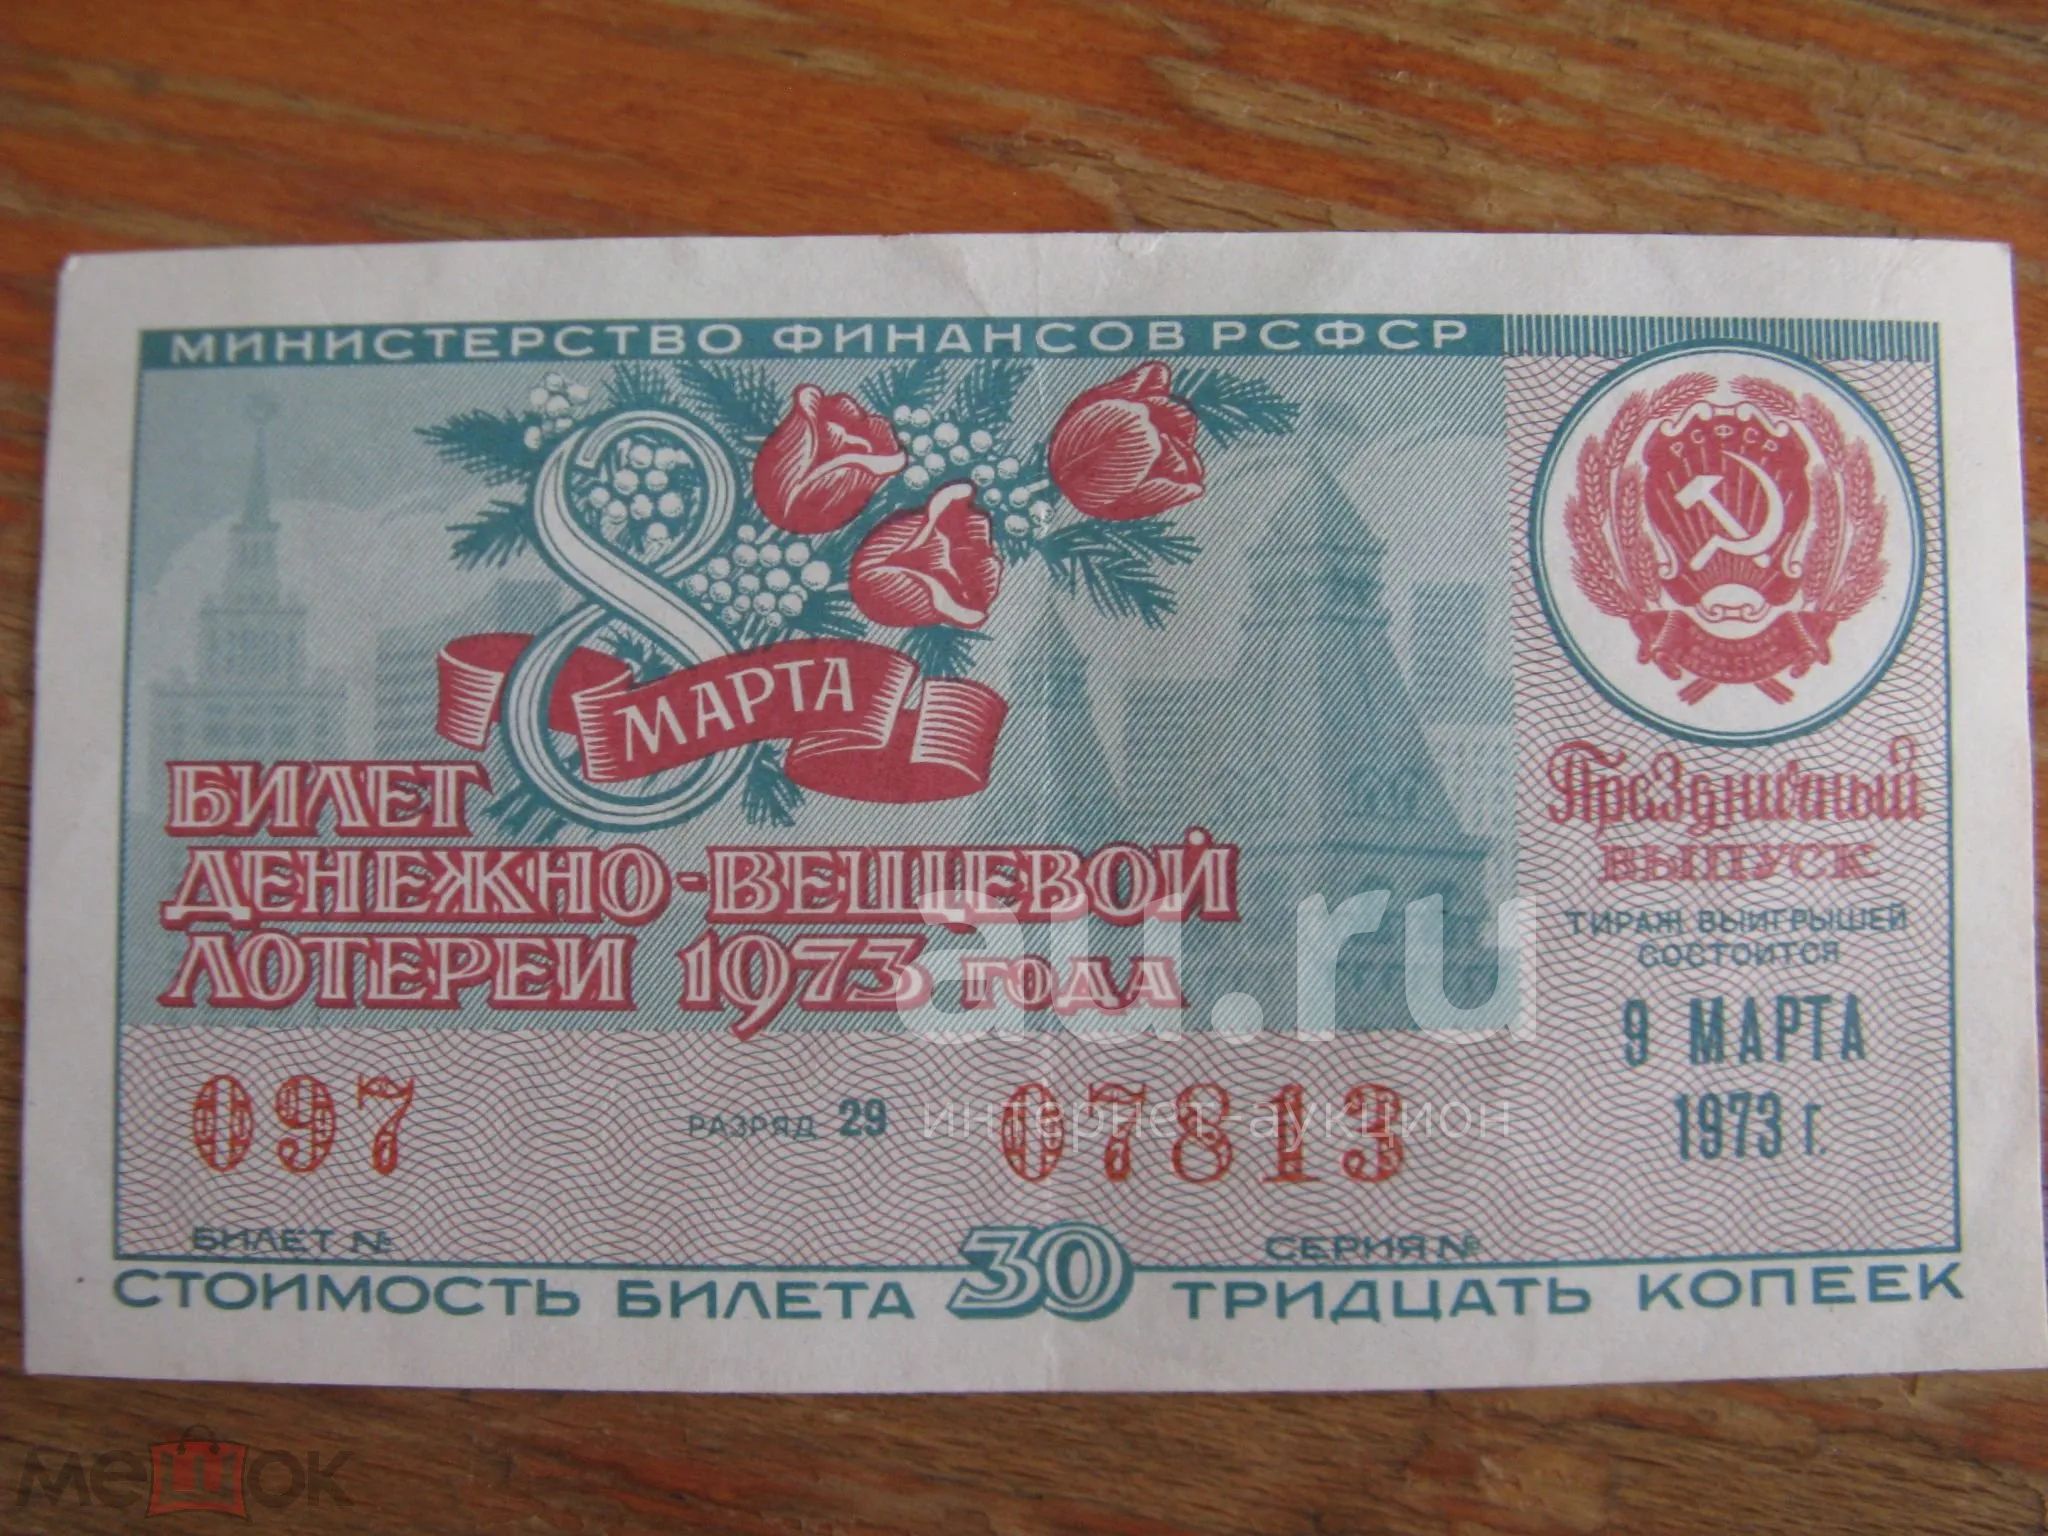 МИНИСТЕРСТВО ФИНАНСОВ РСФСР
РСФСР
8 МАРТА
БИЛЕТ
ДЕНЕЖНО-ВЕЩЕВОЙ
ЛОТЕРЕИ 1973 ГОДА
Праздничный
ВЫПУСК
ТИРАЖ ВЫИГРЫШЕЙ
СОСТОИТСЯ
9 МАРТА
1973 г.
097 РАЗРЯД 29 07813
БИЛЕТ № СЕРИЯ №
СТОИМОСТЬ БИЛЕТА 30 ТРИДЦАТЬ КОПЕЕК
au.ru
интернет-аукцион
мешок